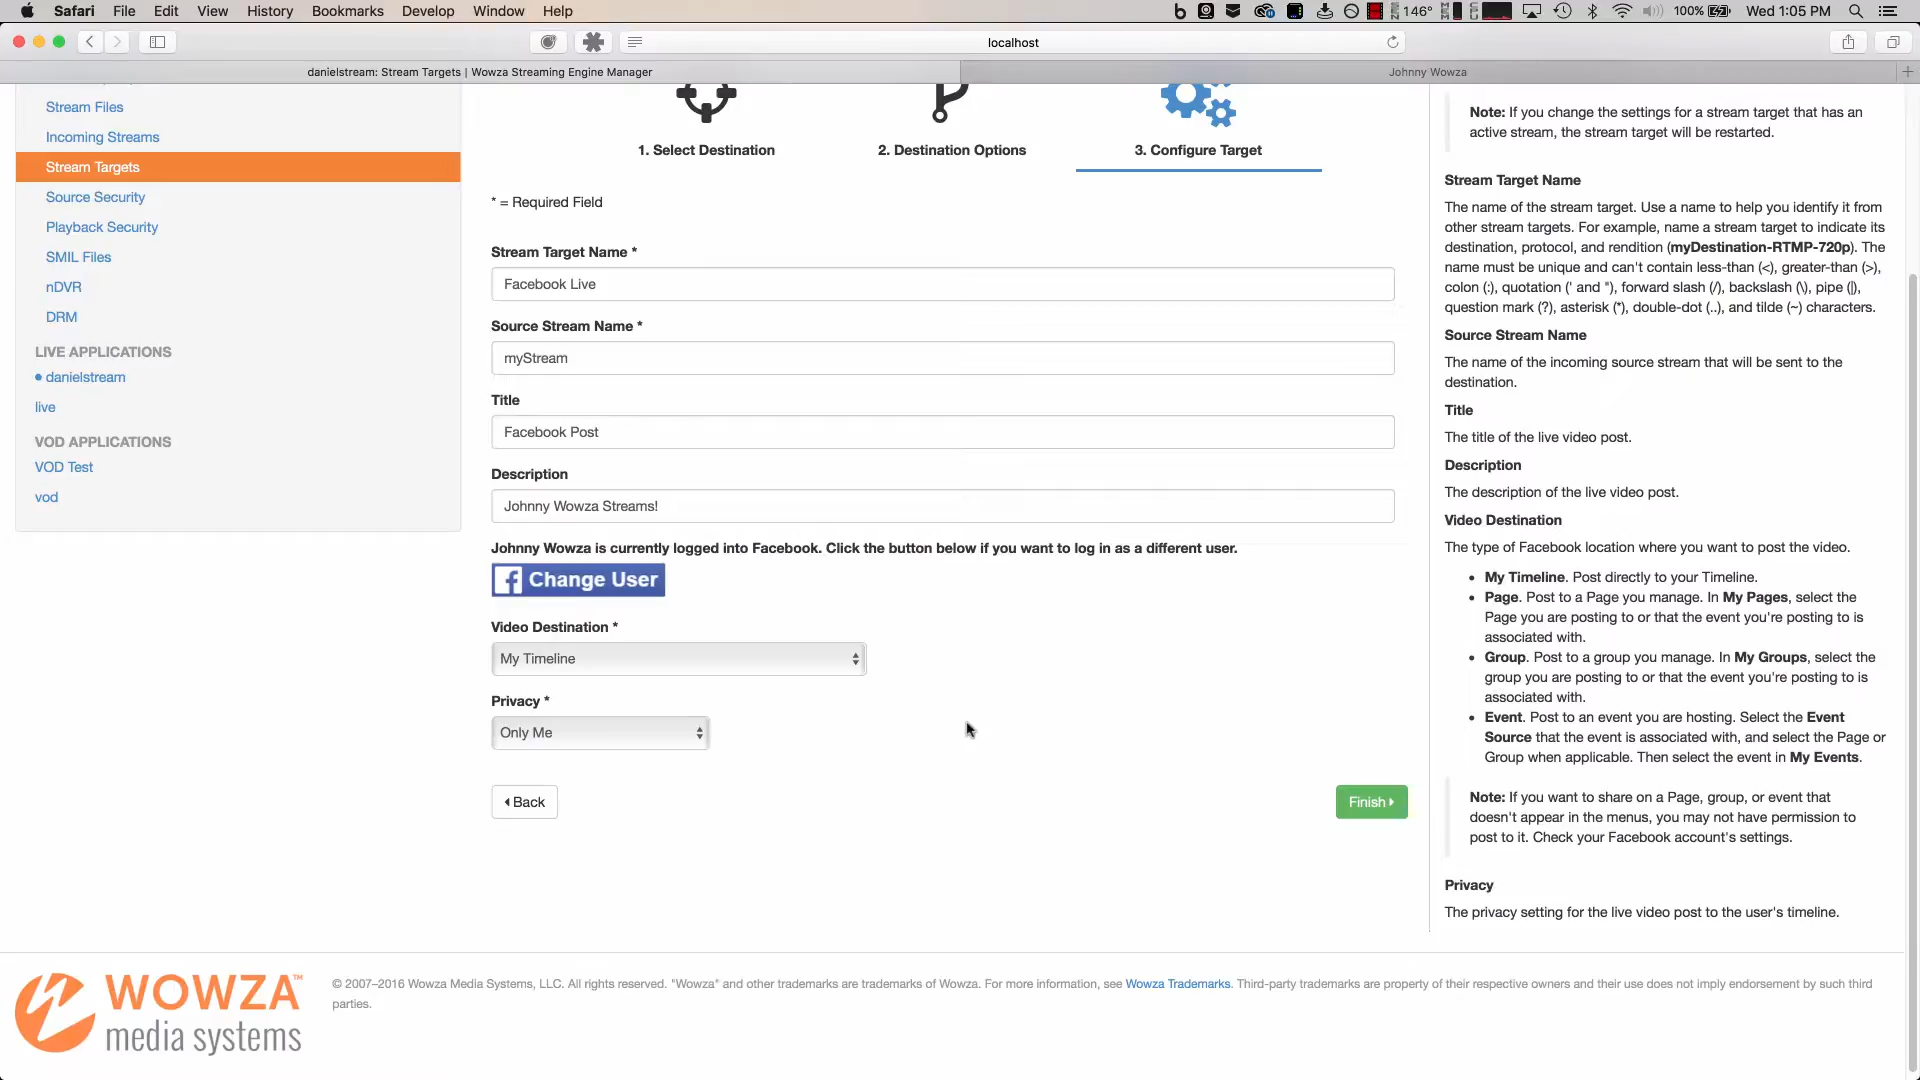 Safari File Edit View History Bookmarks Develop Window Help 146° 100% Wed 1:05 PM
localhost
danielstream: Stream Targets | Wowza Streaming Engine Manager
Johnny Wowza
Stream Files
Incoming Streams
Stream Targets
Source Security
Playback Security
SMIL Files
nDVR
DRM
LIVE APPLICATIONS
danielstream
live
VOD APPLICATIONS
VOD Test
vod
1. Select Destination
2. Destination Options
3. Configure Target
* = Required Field
Stream Target Name *
Facebook Live
Source Stream Name *
myStream
Title
Facebook Post
Description
Johnny Wowza Streams!
Johnny Wowza is currently logged into Facebook. Click the button below if you want to log in as a different user.
f Change User
Video Destination *
My Timeline
Privacy *
Only Me
Back
Finish
Note: If you change the settings for a stream target that has an
active stream, the stream target will be restarted.
Stream Target Name
The name of the stream target. Use a name to help you identify it from
other stream targets. For example, name a stream target to indicate its
destination, protocol, and rendition (myDestination-RTMP-720p). The
name must be unique and can't contain less-than (<), greater-than (>),
colon (:), quotation (' and "), forward slash (/), backslash (\), pipe (|),
question mark (?), asterisk (*), double-dot (..), and tilde (~) characters.
Source Stream Name
The name of the incoming source stream that will be sent to the
destination.
Title
The title of the live video post.
Description
The description of the live video post.
Video Destination
The type of Facebook location where you want to post the video.
• My Timeline. Post directly to your Timeline.
• Page. Post to a Page you manage. In My Pages, select the
Page you are posting to or that the event you're posting to is
associated with.
• Group. Post to a group you manage. In My Groups, select the
group you are posting to or that the event you're posting to is
associated with.
• Event. Post to an event you are hosting. Select the Event
Source that the event is associated with, and select the Page or
Group when applicable. Then select the event in My Events.
Note: If you want to share on a Page, group, or event that
doesn't appear in the menus, you may not have permission to
post to it. Check your Facebook account's settings.
Privacy
The privacy setting for the live video post to the user's timeline.
WOWZA™
media systems
© 2007–2016 Wowza Media Systems, LLC. All rights reserved. "Wowza" and other trademarks are trademarks of Wowza. For more information, see Wowza Trademarks. Third-party trademarks are property of their respective owners and their use does not imply endorsement by such third
parties.